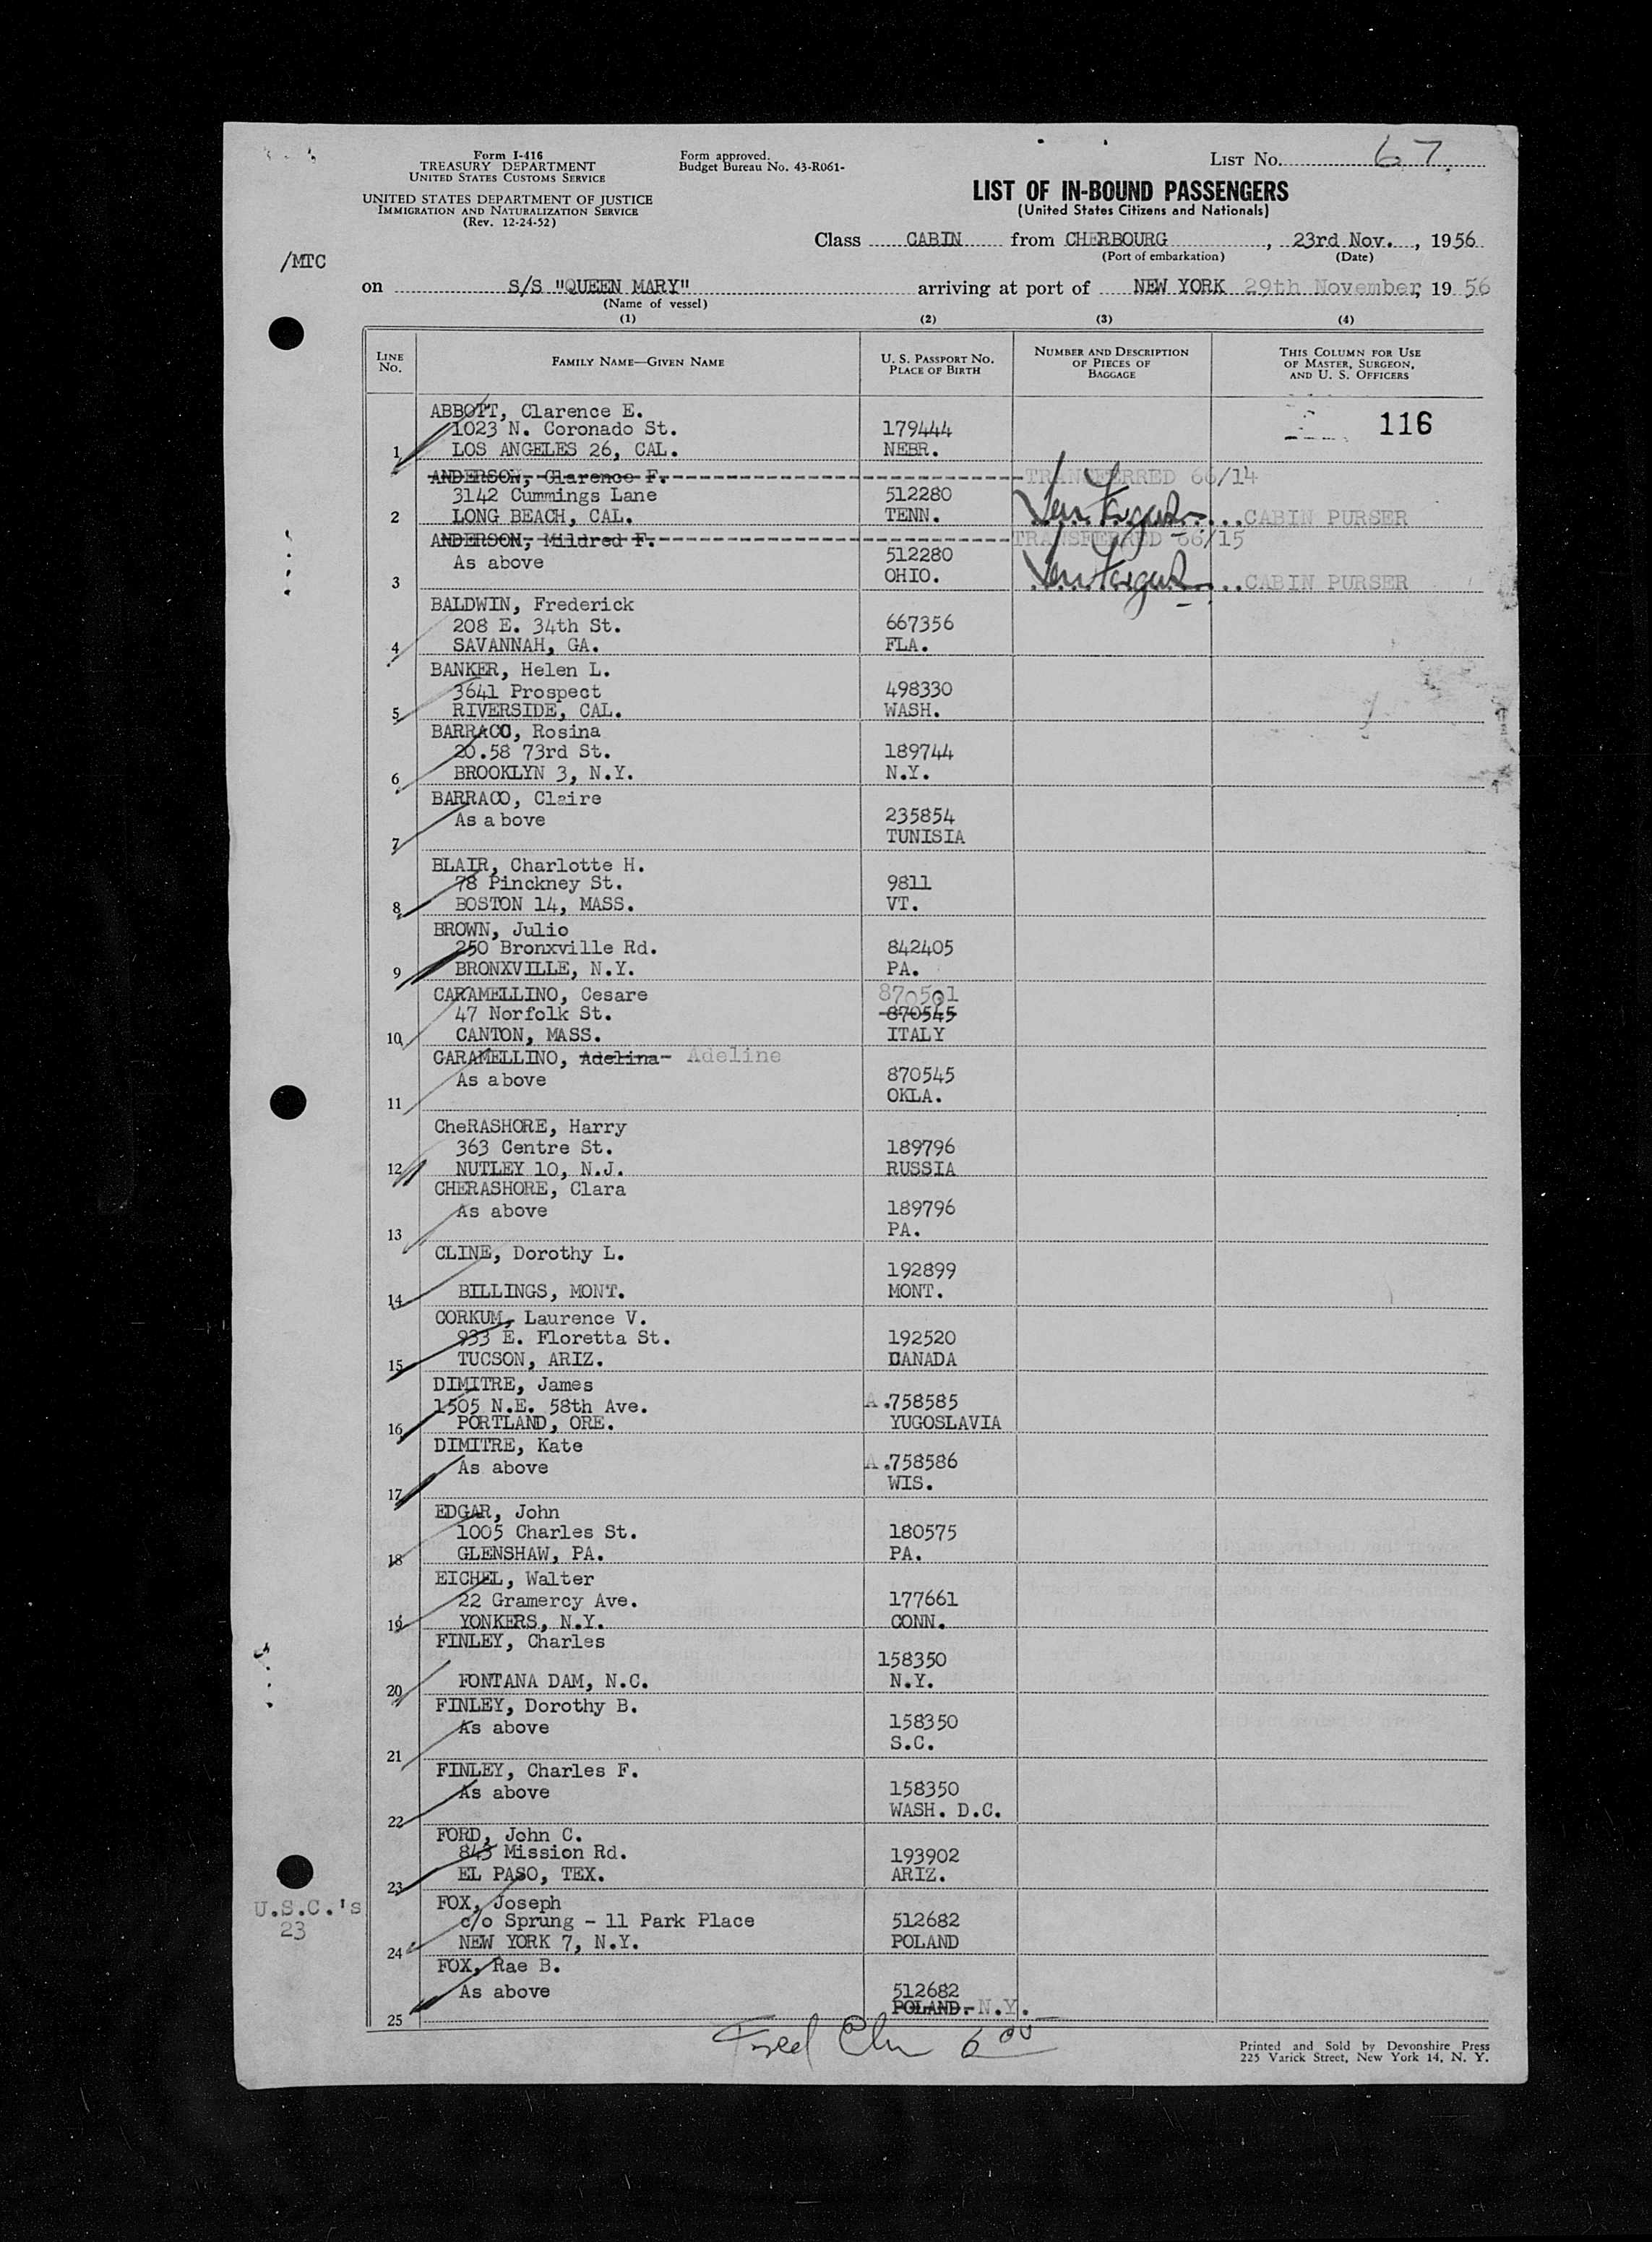 Form I-416
TREASURY DEPARTMENT
UNITED STATES CUSTOMS SERVICE
UNITED STATES DEPARTMENT OF JUSTICE
IMMIGRATION AND NATURALIZATION SERVICE
(Rev. 12-24-52)
Form approved.
Budget Bureau No. 43-R061-
LIST NO. 67
LIST OF IN-BOUND PASSENGERS
(United States Citizens and Nationals)
Class CABIN from CHERBOURG, 23rd Nov., 1956
(Port of embarkation) (Date)
/MTC
on S/S "QUEEN MARY" arriving at port of NEW YORK 29th November, 1956
(Name of vessel)
(1) (2) (3) (4)
LINE NO. FAMILY NAME—GIVEN NAME U. S. PASSPORT NO. PLACE OF BIRTH NUMBER AND DESCRIPTION OF PIECES OF BAGGAGE THIS COLUMN FOR USE OF MASTER, SURGEON, AND U. S. OFFICERS
116
ABBOTT, Clarence E.
1023 N. Coronado St. 179444
1 LOS ANGELES 26, CAL. NEBR.
ANDERSON, Clarence F. TRANSFERRED 66/14
3142 Cummings Lane 512280
2 LONG BEACH, CAL. TENN. CABIN PURSER
ANDERSON, Mildred F. TRANSFERRED 66/15
As above 512280
3 OHIO. CABIN PURSER
BALDWIN, Frederick
208 E. 34th St. 667356
4 SAVANNAH, GA. FLA.
BANKER, Helen L.
3641 Prospect 498330
5 RIVERSIDE, CAL. WASH.
BARRACO, Rosina
20.58 73rd St. 189744
6 BROOKLYN 3, N.Y. N.Y.
BARRACO, Claire
As above 235854
7 TUNISIA
BLAIR, Charlotte H.
78 Pinckney St. 9811
8 BOSTON 14, MASS. VT.
BROWN, Julio
250 Bronxville Rd. 842405
9 BRONXVILLE, N.Y. PA.
CARAMELLINO, Cesare 870501
47 Norfolk St. 870545
10 CANTON, MASS. ITALY
CARAMELLINO, Adelina- Adeline
As above 870545
11 OKLA.
CheRASHORE, Harry
363 Centre St. 189796
12 NUTLEY 10, N.J. RUSSIA
CHERASHORE, Clara
As above 189796
13 PA.
CLINE, Dorothy L.
192899
14 BILLINGS, MONT. MONT.
CORKUM, Laurence V.
933 E. Floretta St. 192520
15 TUCSON, ARIZ. CANADA
DIMITRE, James
1505 N.E. 58th Ave. A.758585
16 PORTLAND, ORE. YUGOSLAVIA
DIMITRE, Kate
As above A.758586
17 WIS.
EDGAR, John
1005 Charles St. 180575
18 GLENSHAW, PA. PA.
EICHEL, Walter
22 Gramercy Ave. 177661
19 YONKERS, N.Y. CONN.
FINLEY, Charles
158350
20 FONTANA DAM, N.C. N.Y.
FINLEY, Dorothy B.
As above 158350
21 S.C.
FINLEY, Charles F.
As above 158350
22 WASH. D.C.
FORD, John C.
843 Mission Rd. 193902
23 EL PASO, TEX. ARIZ.
FOX, Joseph
c/o Sprung - 11 Park Place 512682
24 NEW YORK 7, N.Y. POLAND
FOX, Rae B.
As above 512682
25 POLAND.- N.Y.
U.S.C.'s
23
Fred
Printed and Sold by Devonshire Press
225 Varick Street, New York 14, N. Y.